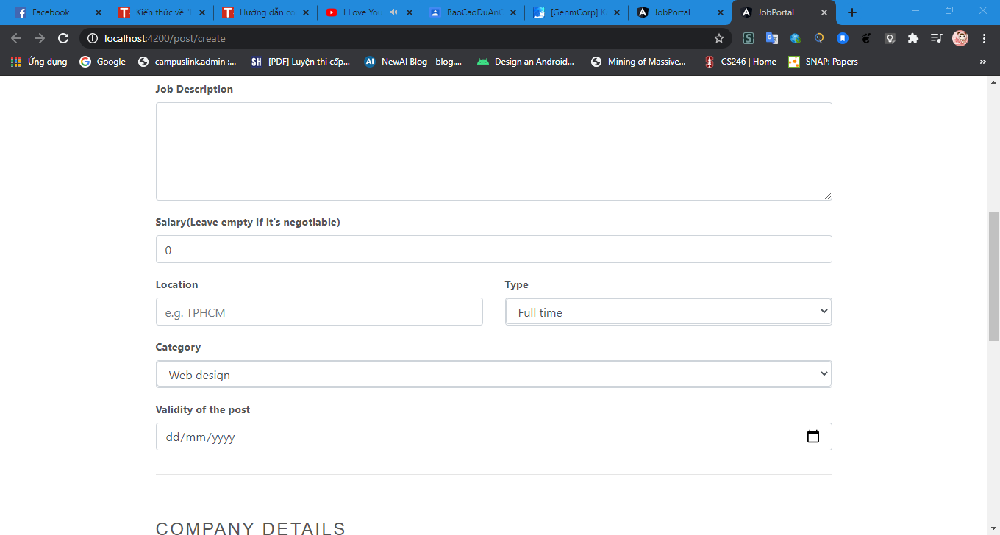 Facebook
Kiến thức về "
Hướng dẫn co
I Love You
BaoCaoDuAn
[GenmCorp] K
JobPortal
JobPortal
localhost:4200/post/create
Ứng dụng
Google
campuslink.admin :...
SH
[PDF] Luyện thi cấp...
AI
NewAI Blog - blog....
Design an Android...
Mining of Massive...
CS246 | Home
SNAP: Papers
»
Job Description
Salary(Leave empty if it's negotiable)
0
Location
Type
e.g. TPHCM
Full time
Category
Web design
Validity of the post
dd/mm/yyyy
COMPANY DETAILS